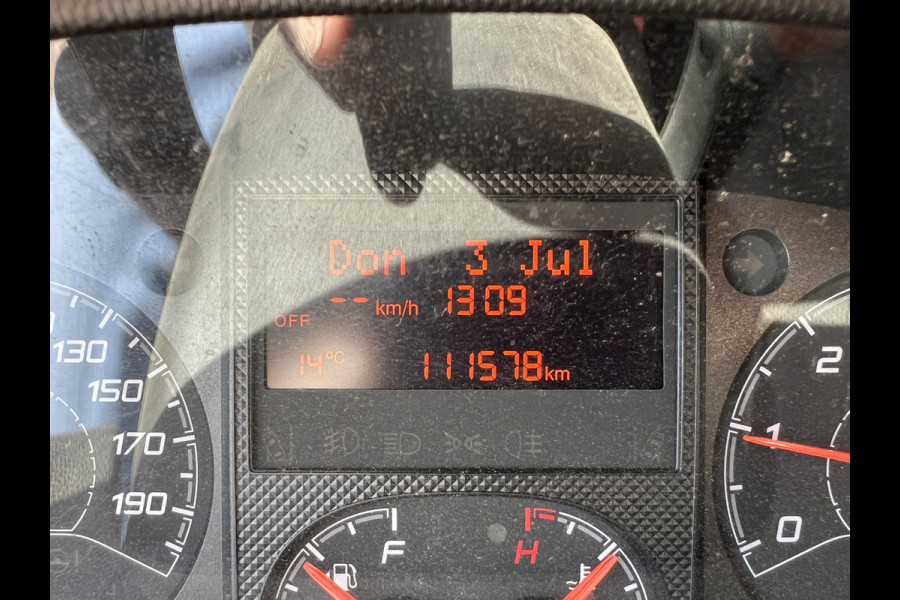 Don 3 Jul
-- km/h 13:09
OFF
14°C 111578km
130
150
170
190
2
1
0
F
H